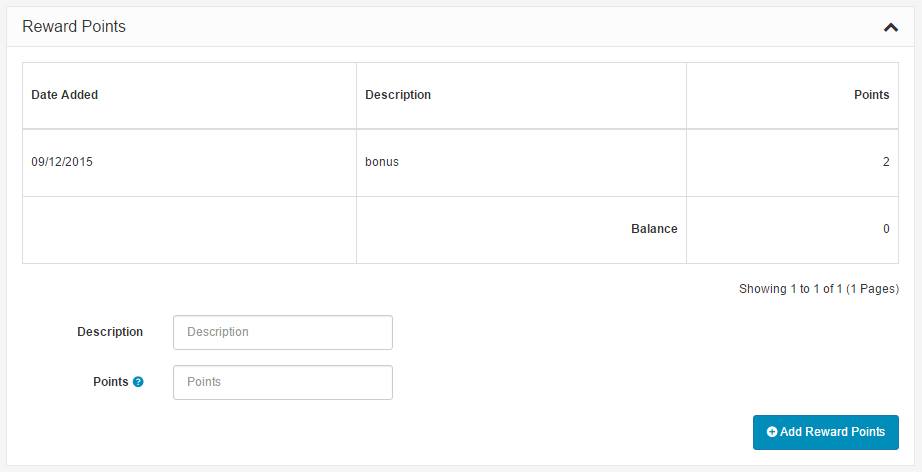 Reward Points
Date Added Description Points
09/12/2015 bonus 2
Balance 0
Showing 1 to 1 of 1 (1 Pages)
Description Description
Points ? Points
Add Reward Points